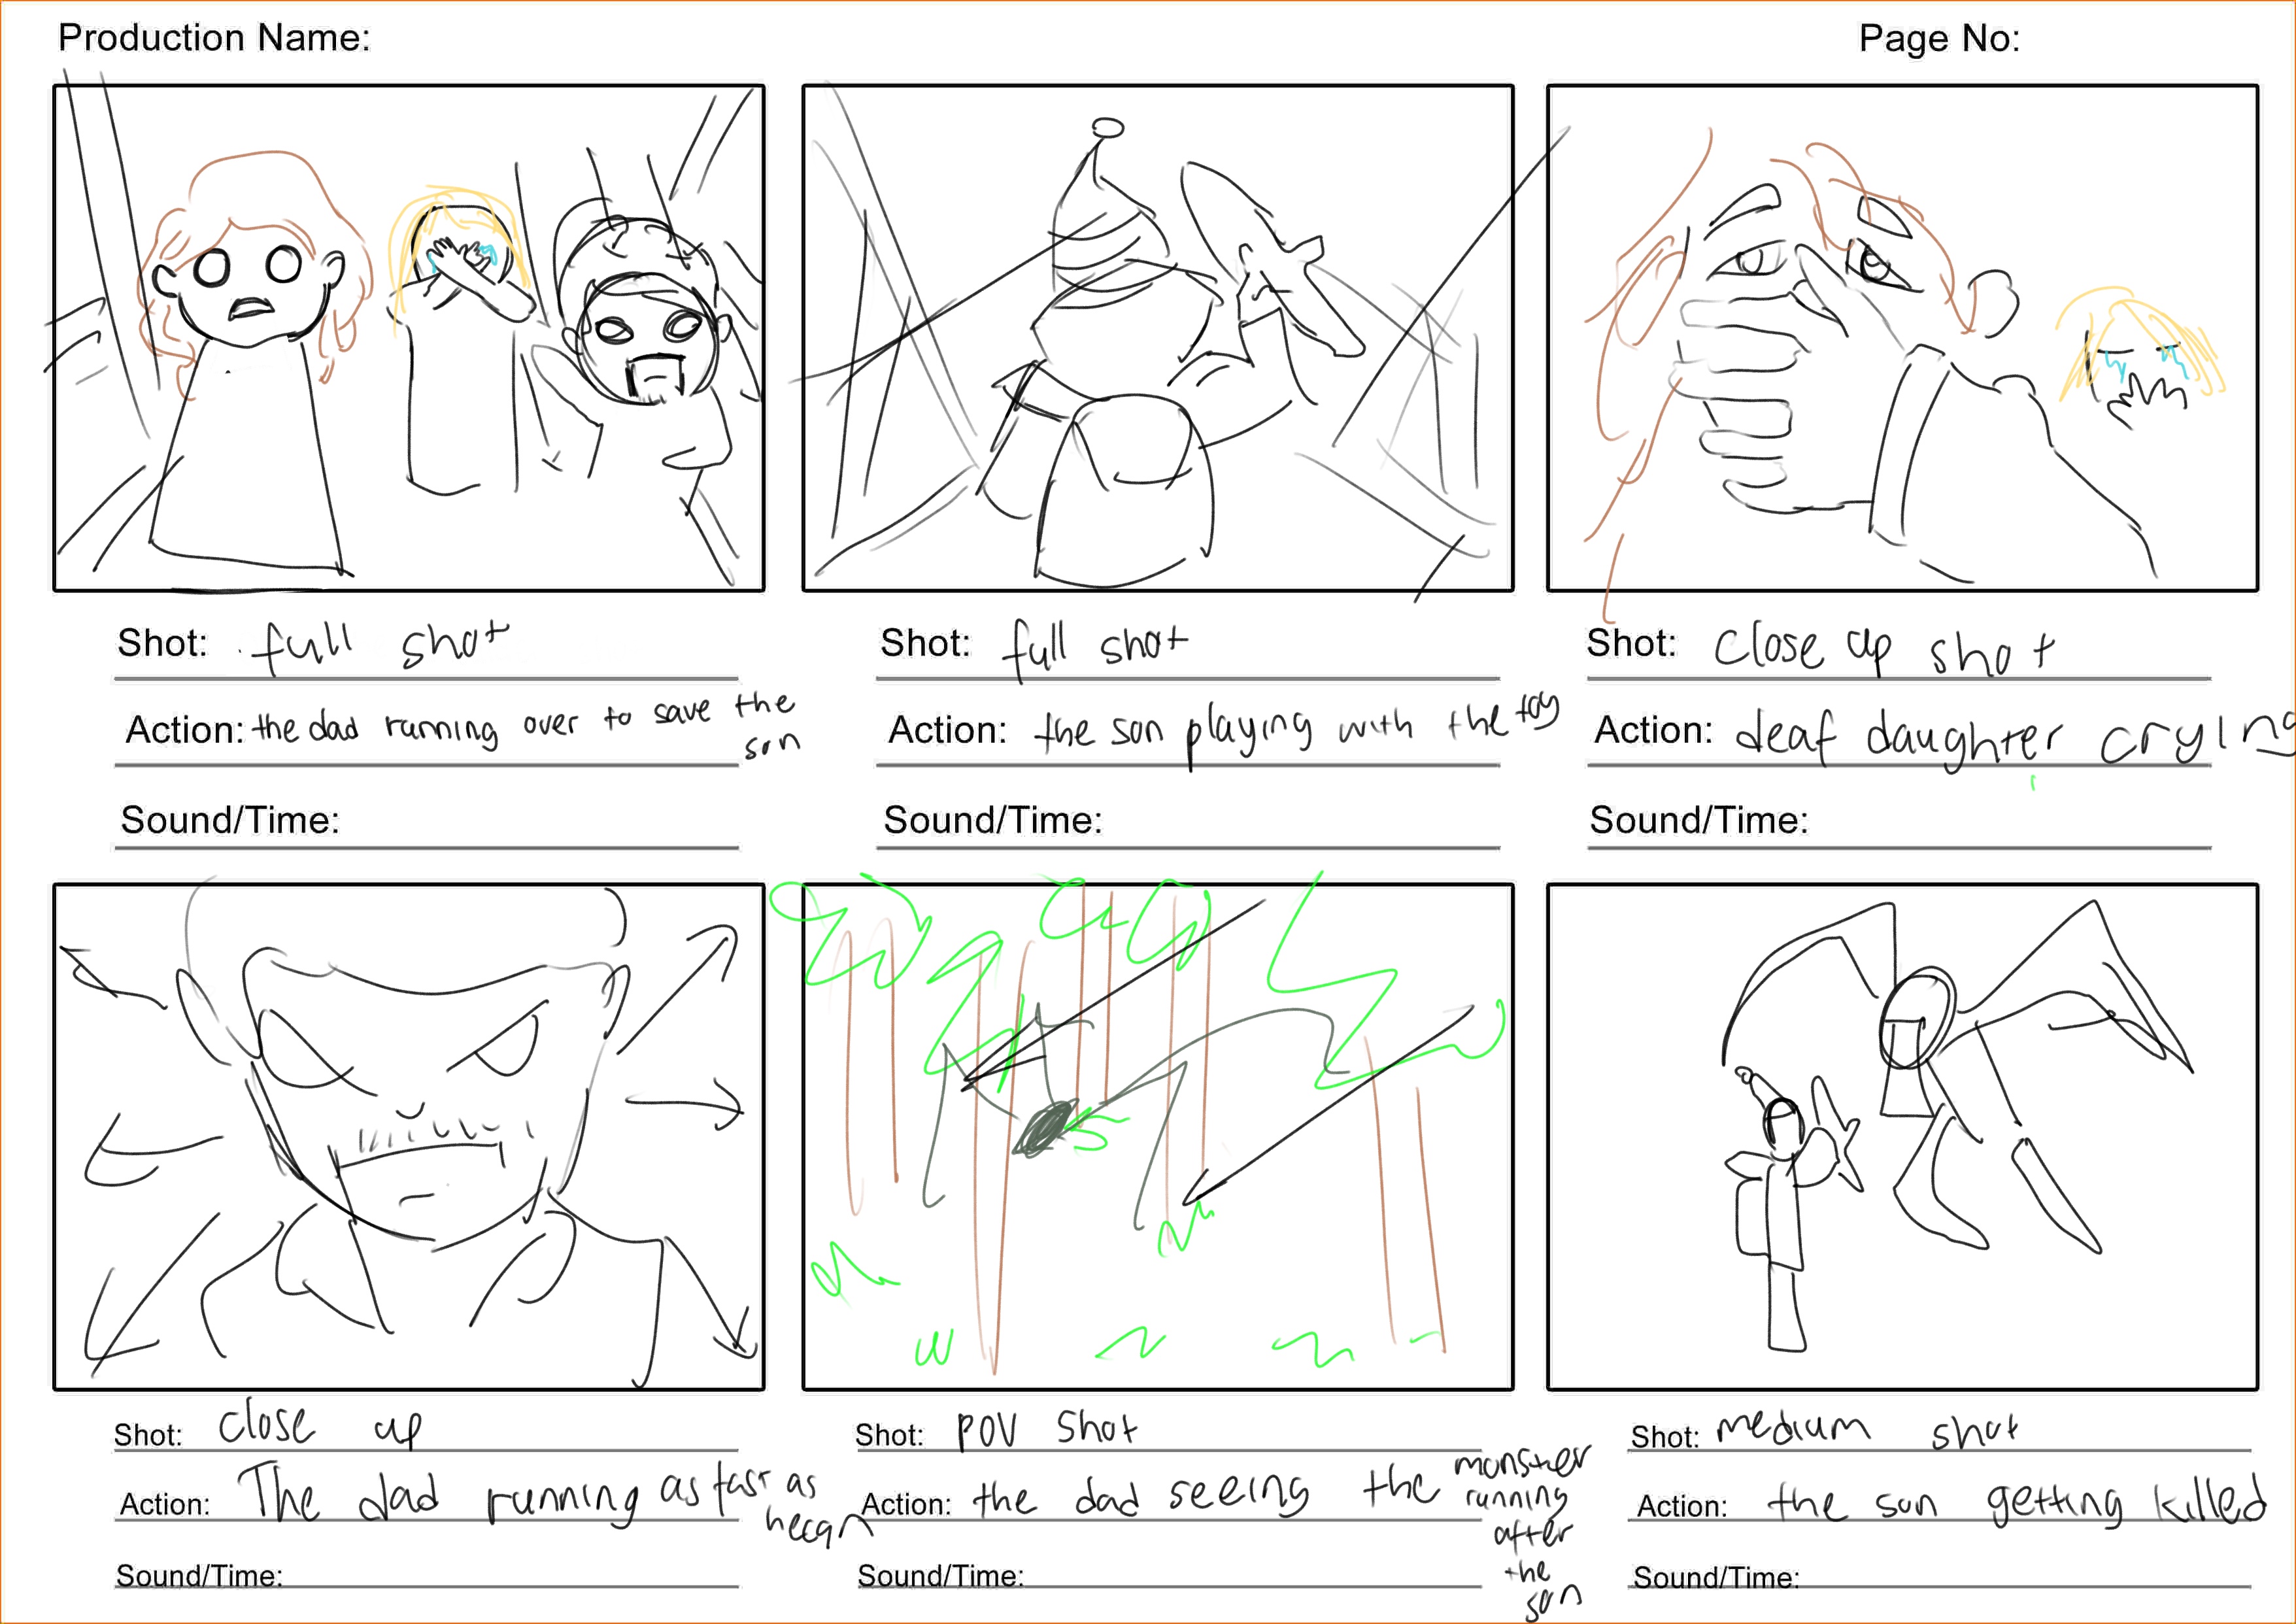 Production Name:
Page No:
Shot: full shot
Action: the dad running over to save the
son
Sound/Time:
Shot: full shot
Action: the son playing with the toy
Sound/Time:
Shot: close up shot
Action: deaf daughter crying
Sound/Time:
Shot: close up
Action: The dad running as fast as
Sound/Time:
Shot: POV shot
Action: the dad seeing the monster
running
after
the
son
Sound/Time:
Shot: medium shot
Action: the son getting killed
Sound/Time: